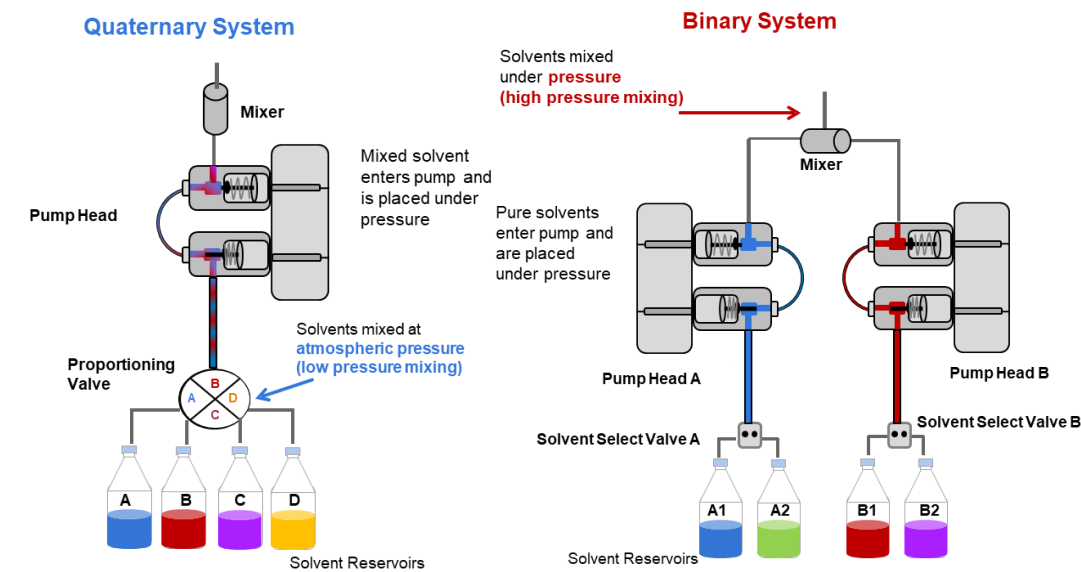 Quaternary System
Mixer
Mixed solvent
enters pump and
is placed under
pressure
Pump Head
Solvents mixed at
atmospheric pressure
(low pressure mixing)
Proportioning
Valve
B
A
D
C
A
B
C
D
Solvent Reservoirs
Binary System
Solvents mixed
under pressure
(high pressure mixing)
Mixer
Pure solvents
enter pump and
are placed
under pressure
Pump Head A
Pump Head B
Solvent Select Valve A
Solvent Select Valve B
A1
A2
B1
B2
Solvent Reservoirs